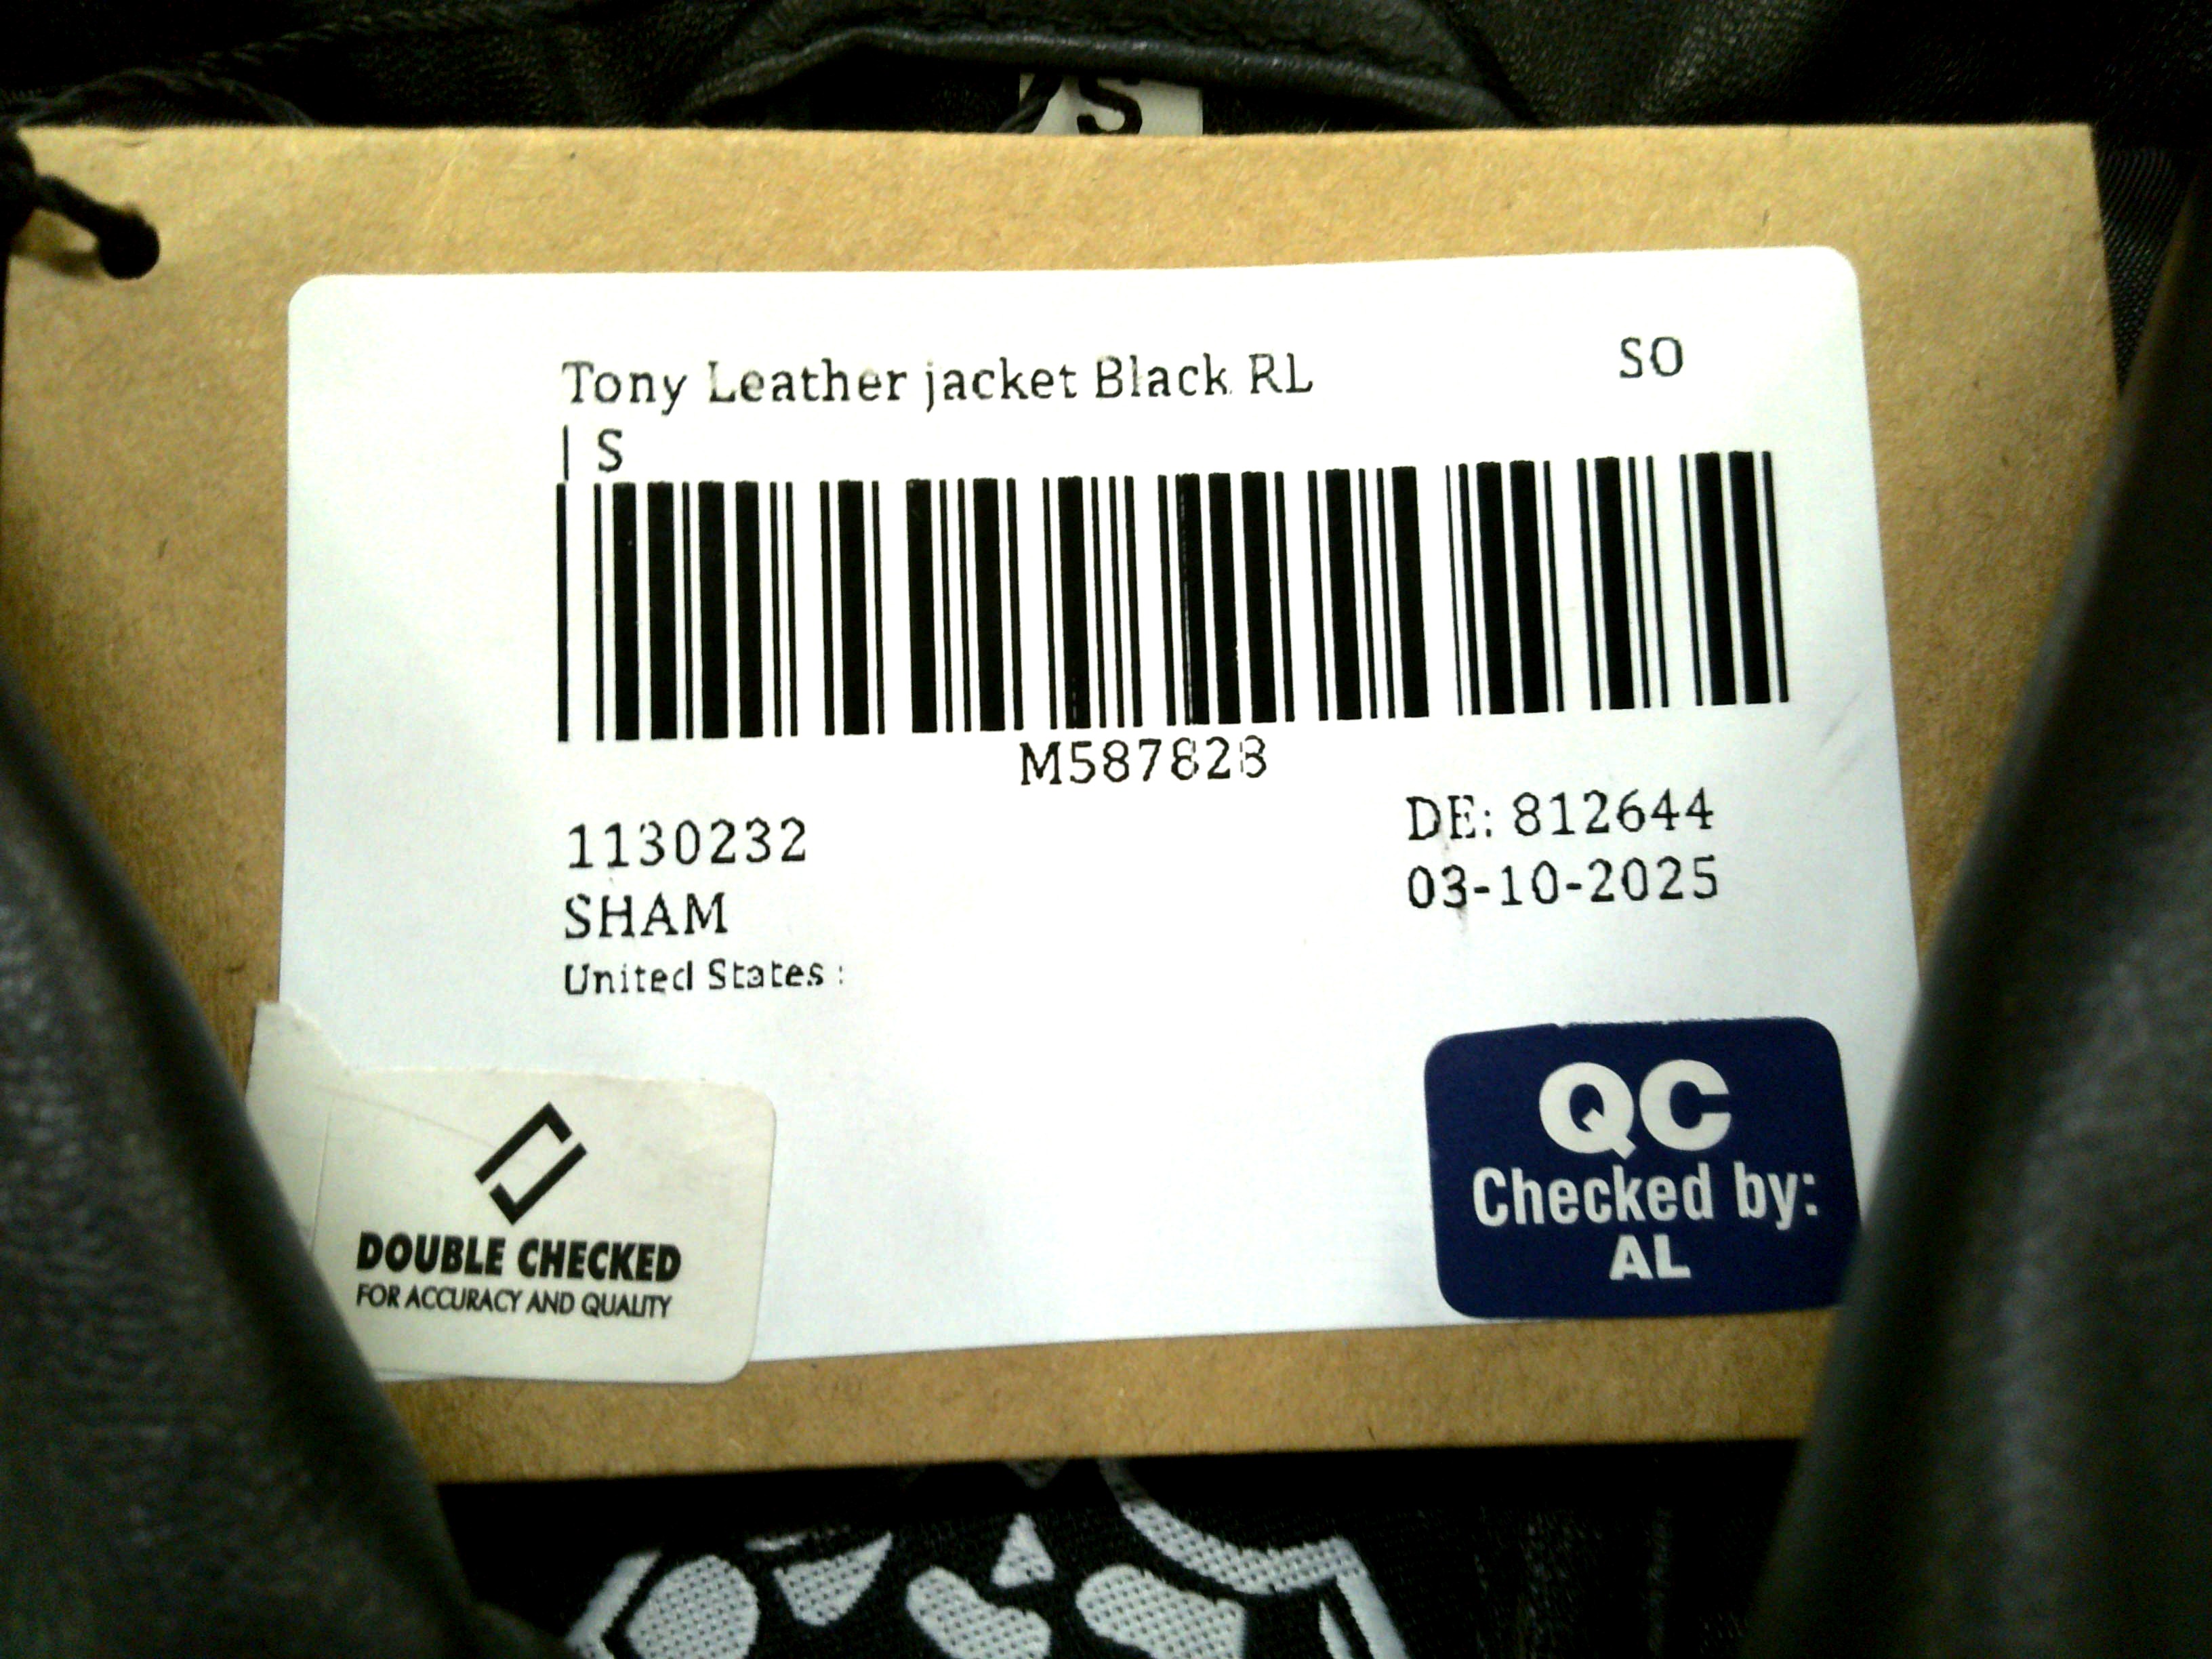 S
Tony Leather jacket Black RL SO
| S
M587828
1130232 DE: 812644
SHAM 03-10-2025
United States :
DOUBLE CHECKED
FOR ACCURACY AND QUALITY
QC
Checked by:
AL